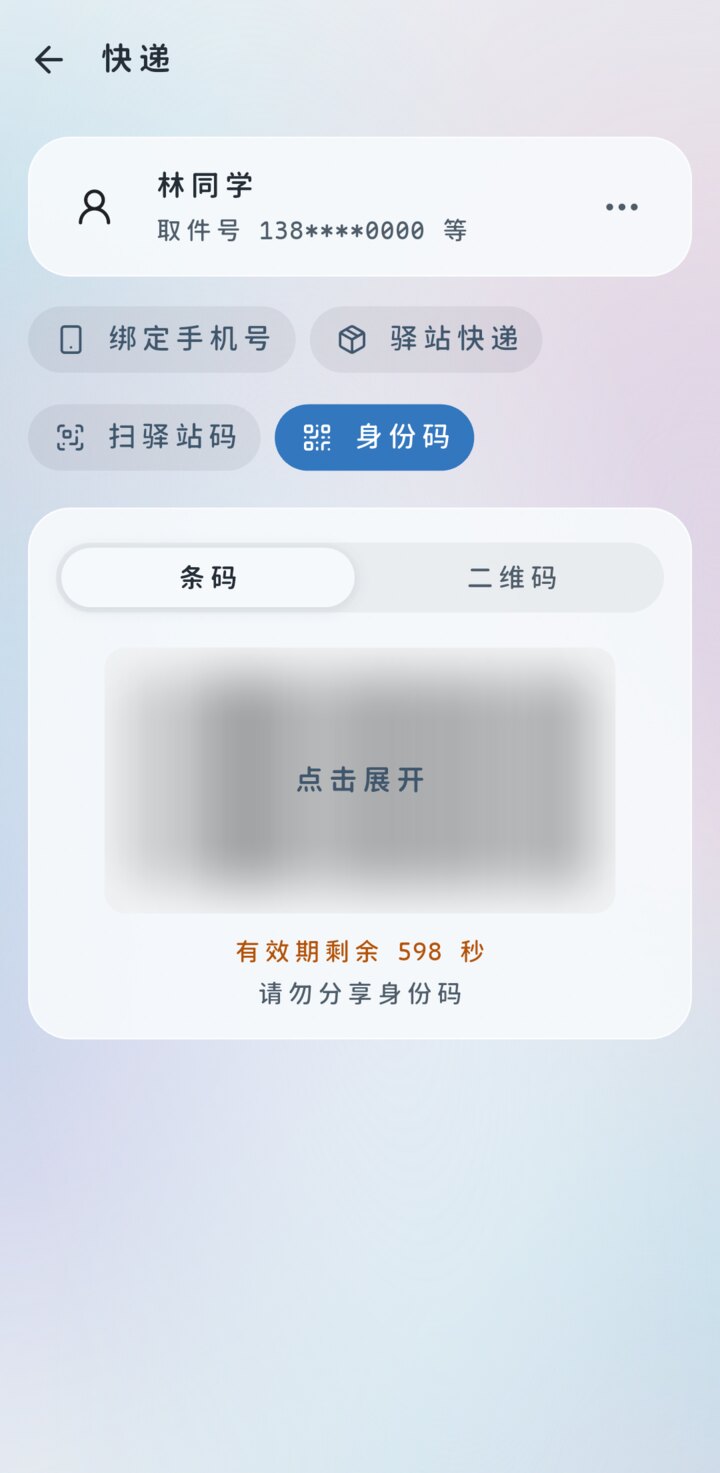 快递
林同学
取件号 138****0000 等
绑定手机号
驿站快递
扫驿站码
身份码
条码
二维码
点击展开
有效期剩余 598 秒
请勿分享身份码